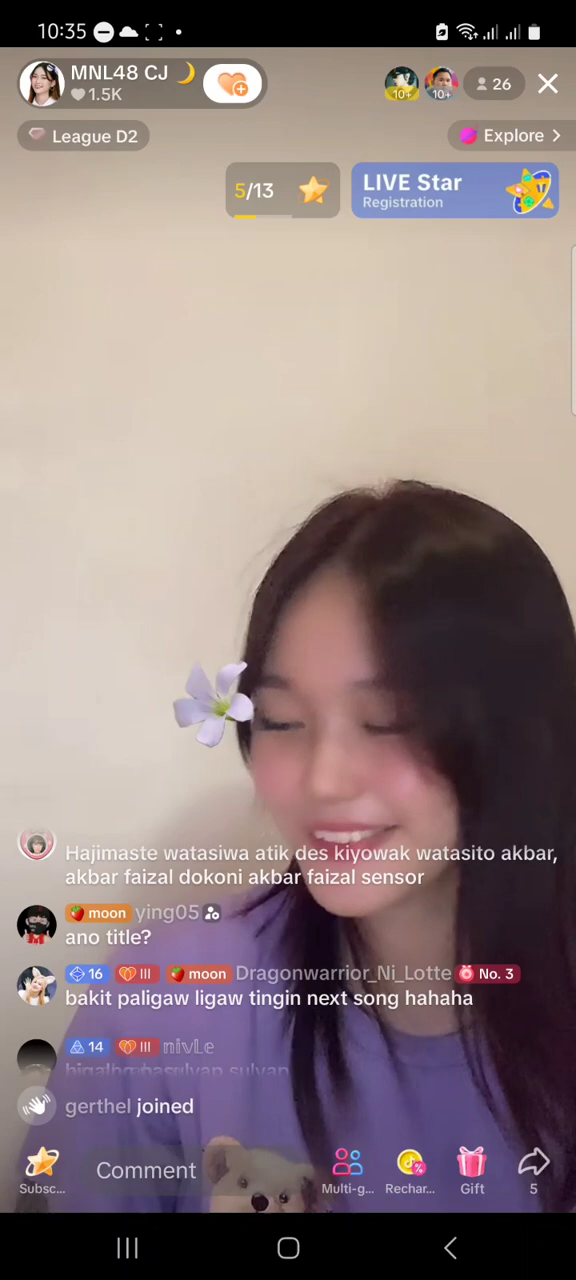 10:35
MNL48 CJ 🌙
1.5K
10+
10+
26
League D2
Explore
5/13
LIVE Star
Registration
Hajimaste watasiwa atik des kiyowak watasito akbar,
akbar faizal dokoni akbar faizal sensor
moon ying05
ano title?
16 III moon Dragonwarrior_Ni_Lotte No. 3
bakit paligaw ligaw tingin next song hahaha
14 III 𝕟𝕚𝕧𝕃𝕖
gerthel joined
Comment
Subsc...
Multi-g...
Rechar...
Gift
5